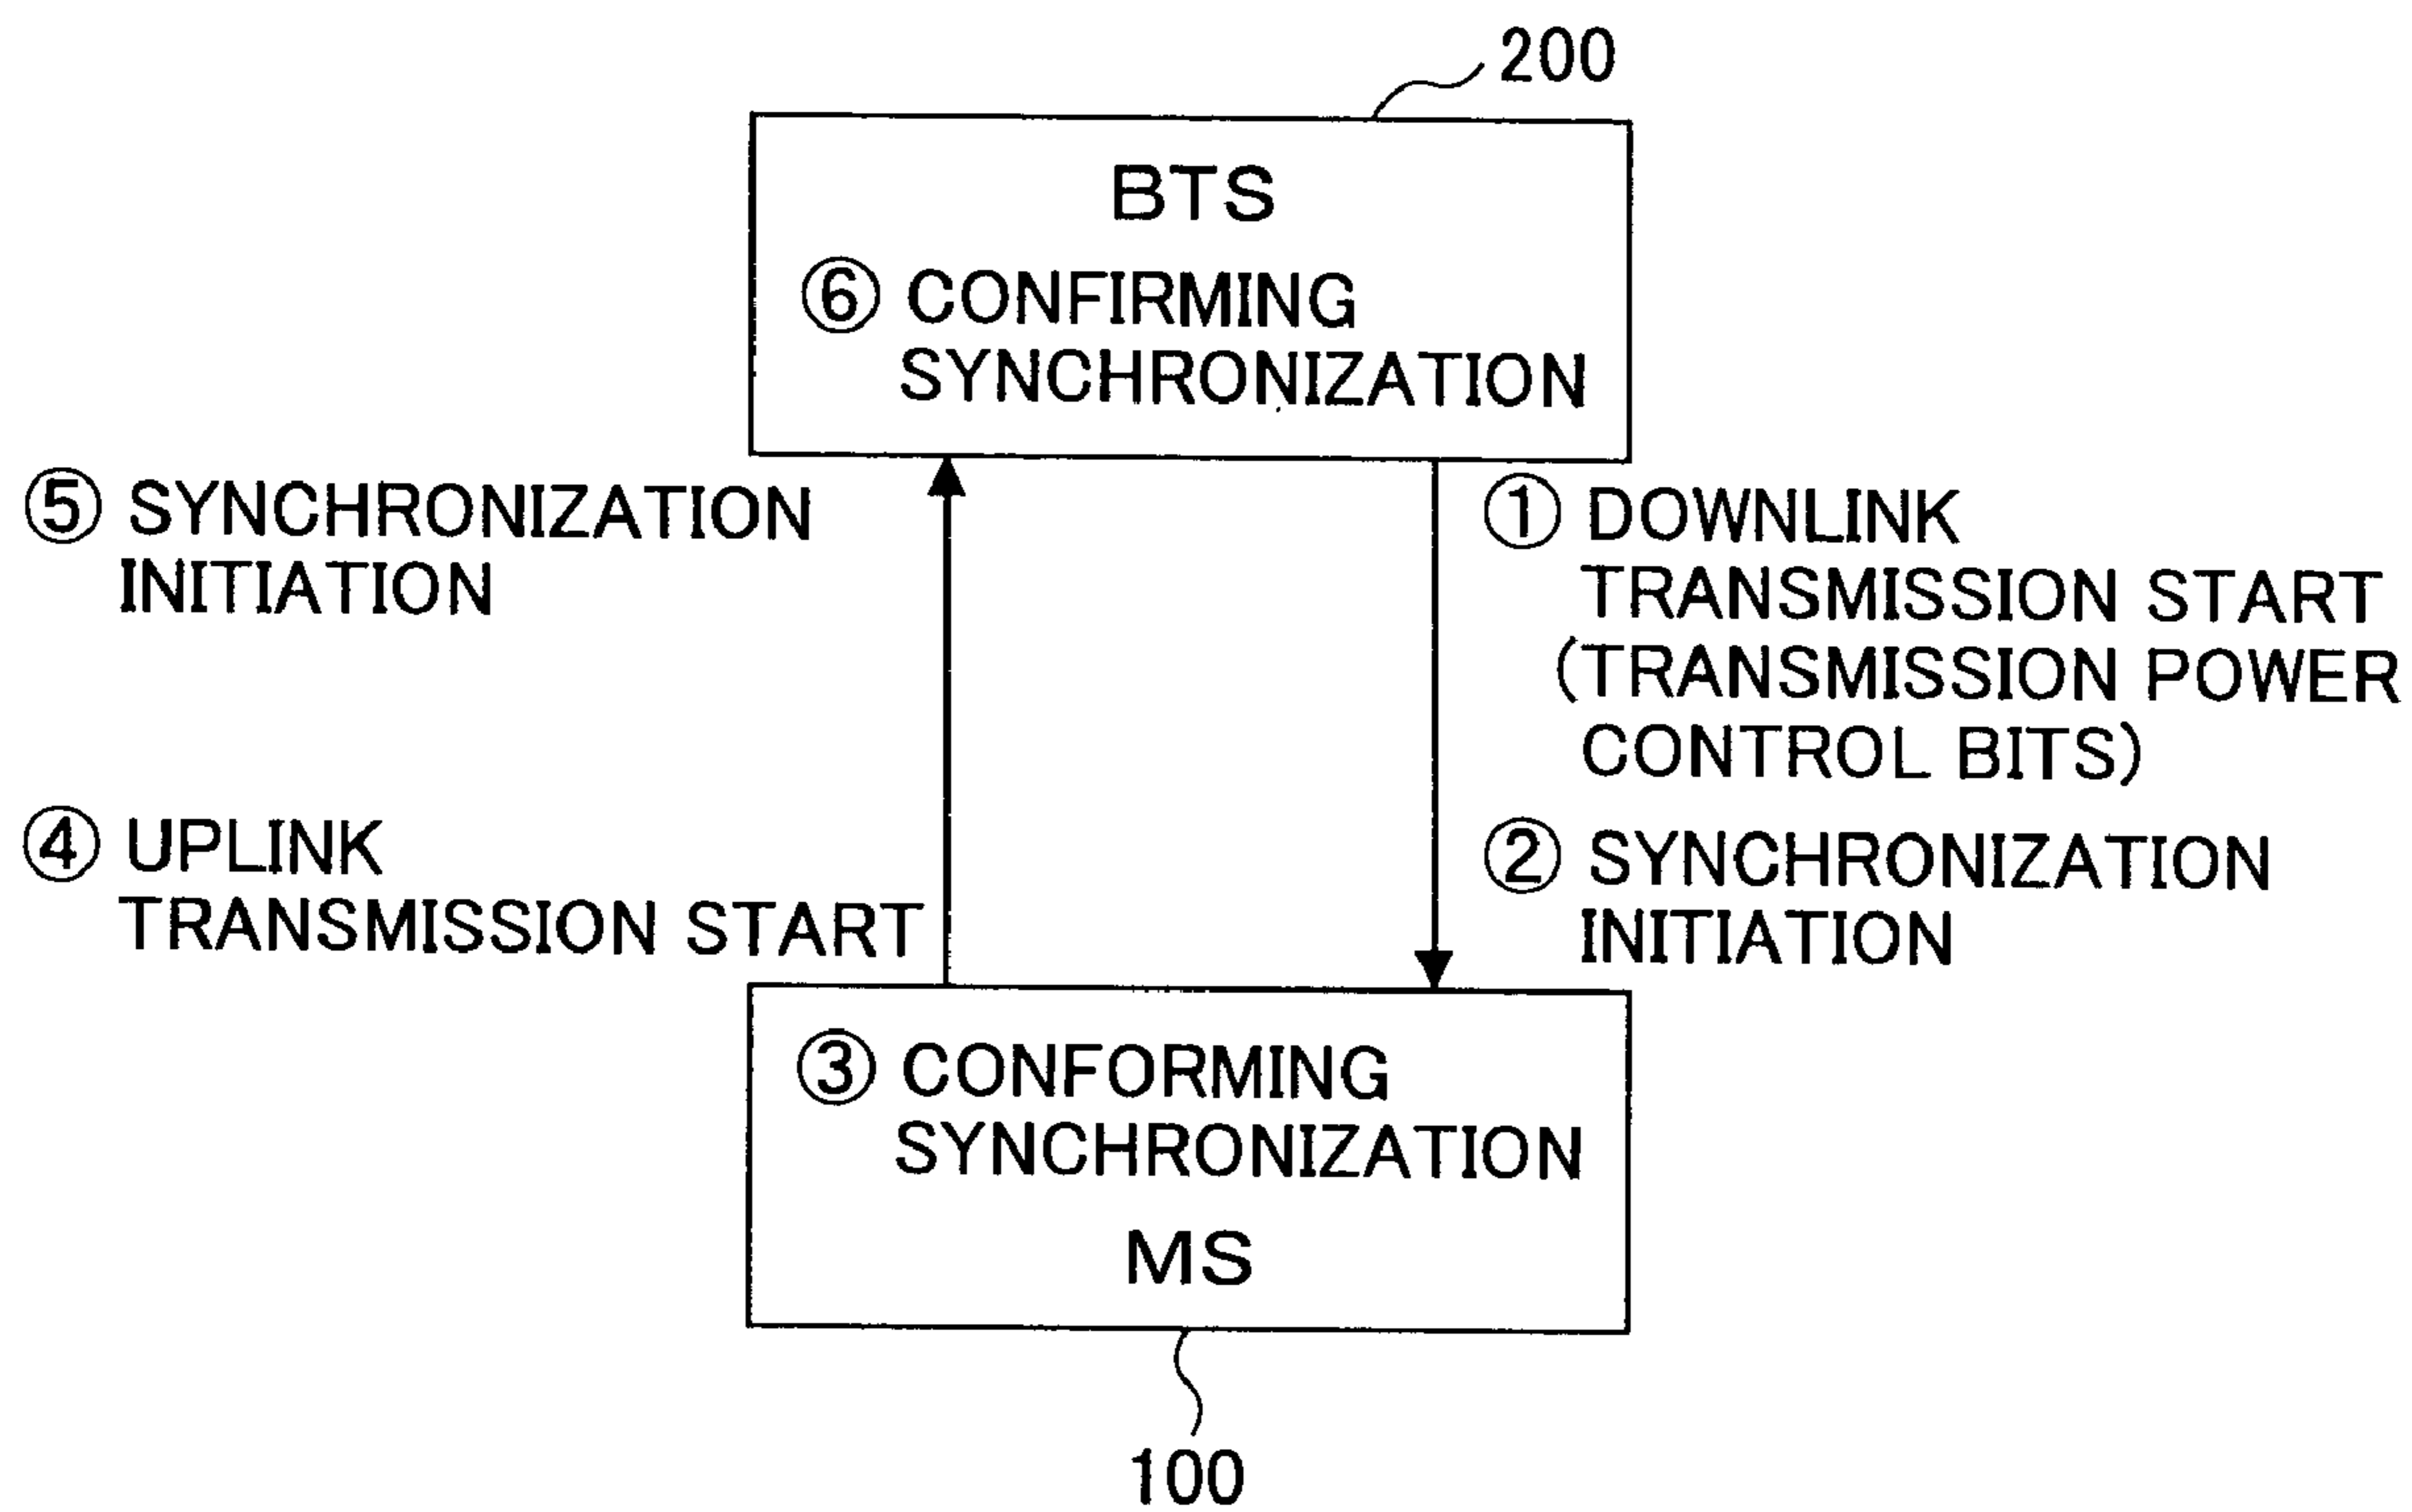 200
BTS
⑥ CONFIRMING
SYNCHRONIZATION
⑤ SYNCHRONIZATION
INITIATION
① DOWNLINK
TRANSMISSION START
(TRANSMISSION POWER
CONTROL BITS)
④ UPLINK
TRANSMISSION START
② SYNCHRONIZATION
INITIATION
③ CONFORMING
SYNCHRONIZATION
MS
100